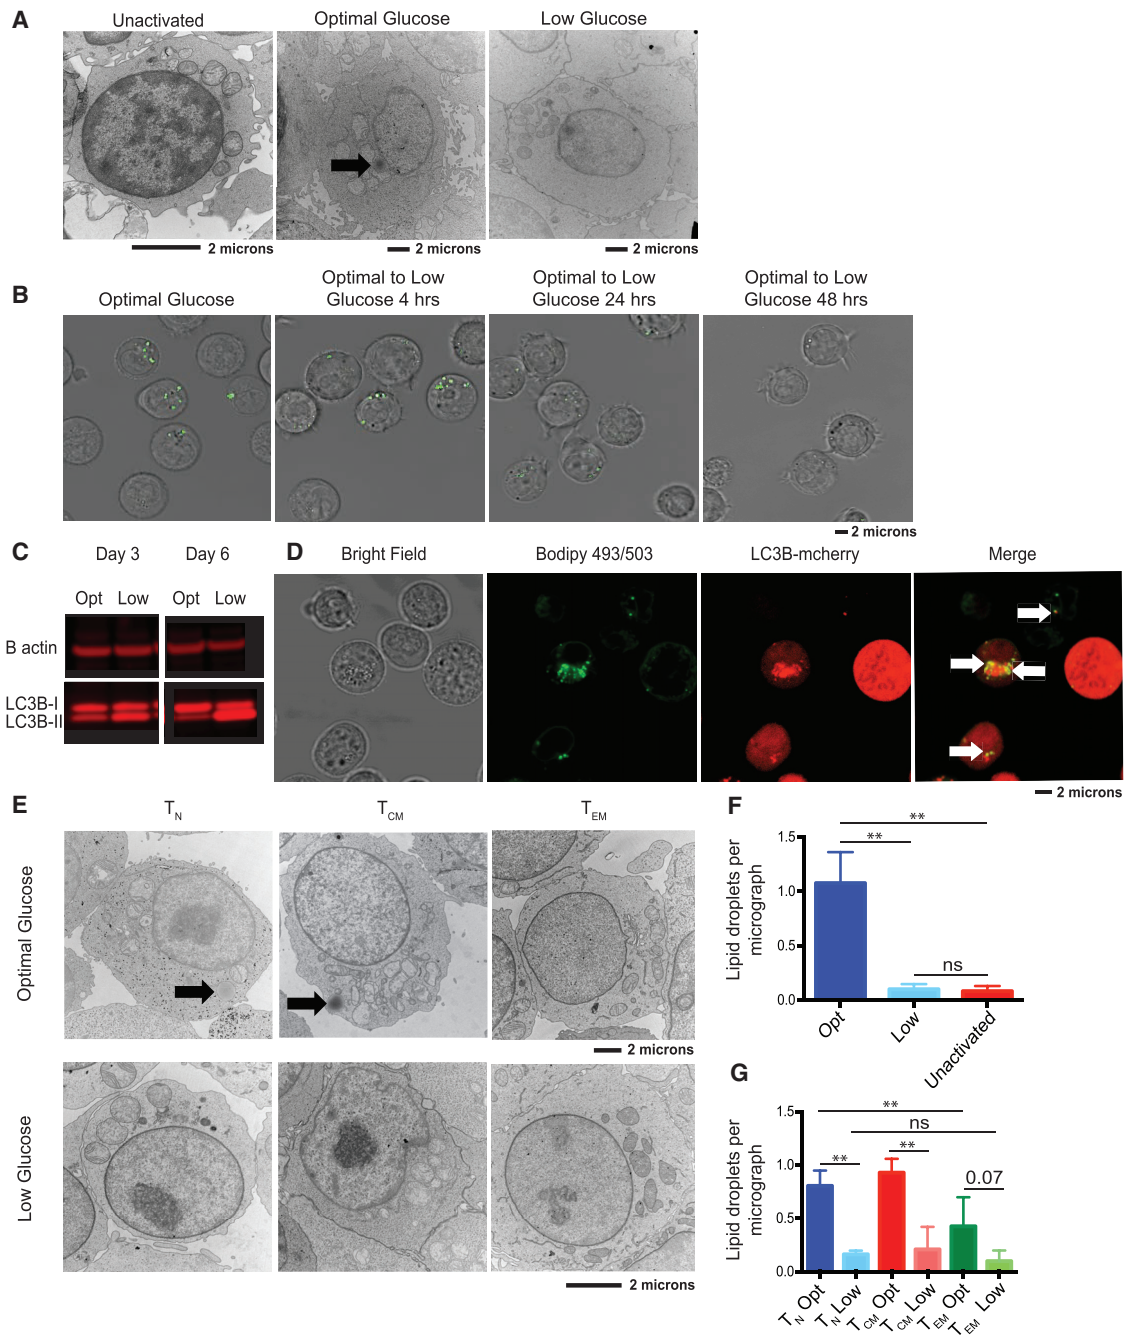 A
Unactivated
Optimal Glucose
Low Glucose
2 microns
2 microns
2 microns
B
Optimal Glucose
Optimal to Low
Glucose 4 hrs
Optimal to Low
Glucose 24 hrs
Optimal to Low
Glucose 48 hrs
2 microns
C
Day 3
Day 6
Opt Low Opt Low
B actin
LC3B-I
LC3B-II
D
Bright Field
Bodipy 493/503
LC3B-mcherry
Merge
2 microns
E
TN
TCM
TEM
Optimal Glucose
2 microns
Low Glucose
2 microns
F
Lipid droplets per
micrograph
1.5
1.0
0.5
0.0
**
**
ns
Opt
Low
Unactivated
G
Lipid droplets per
micrograph
1.5
1.0
0.5
0.0
**
ns
**
**
0.07
TN Opt
TN Low
TCM Opt
TCM Low
TEM Opt
TEM Low